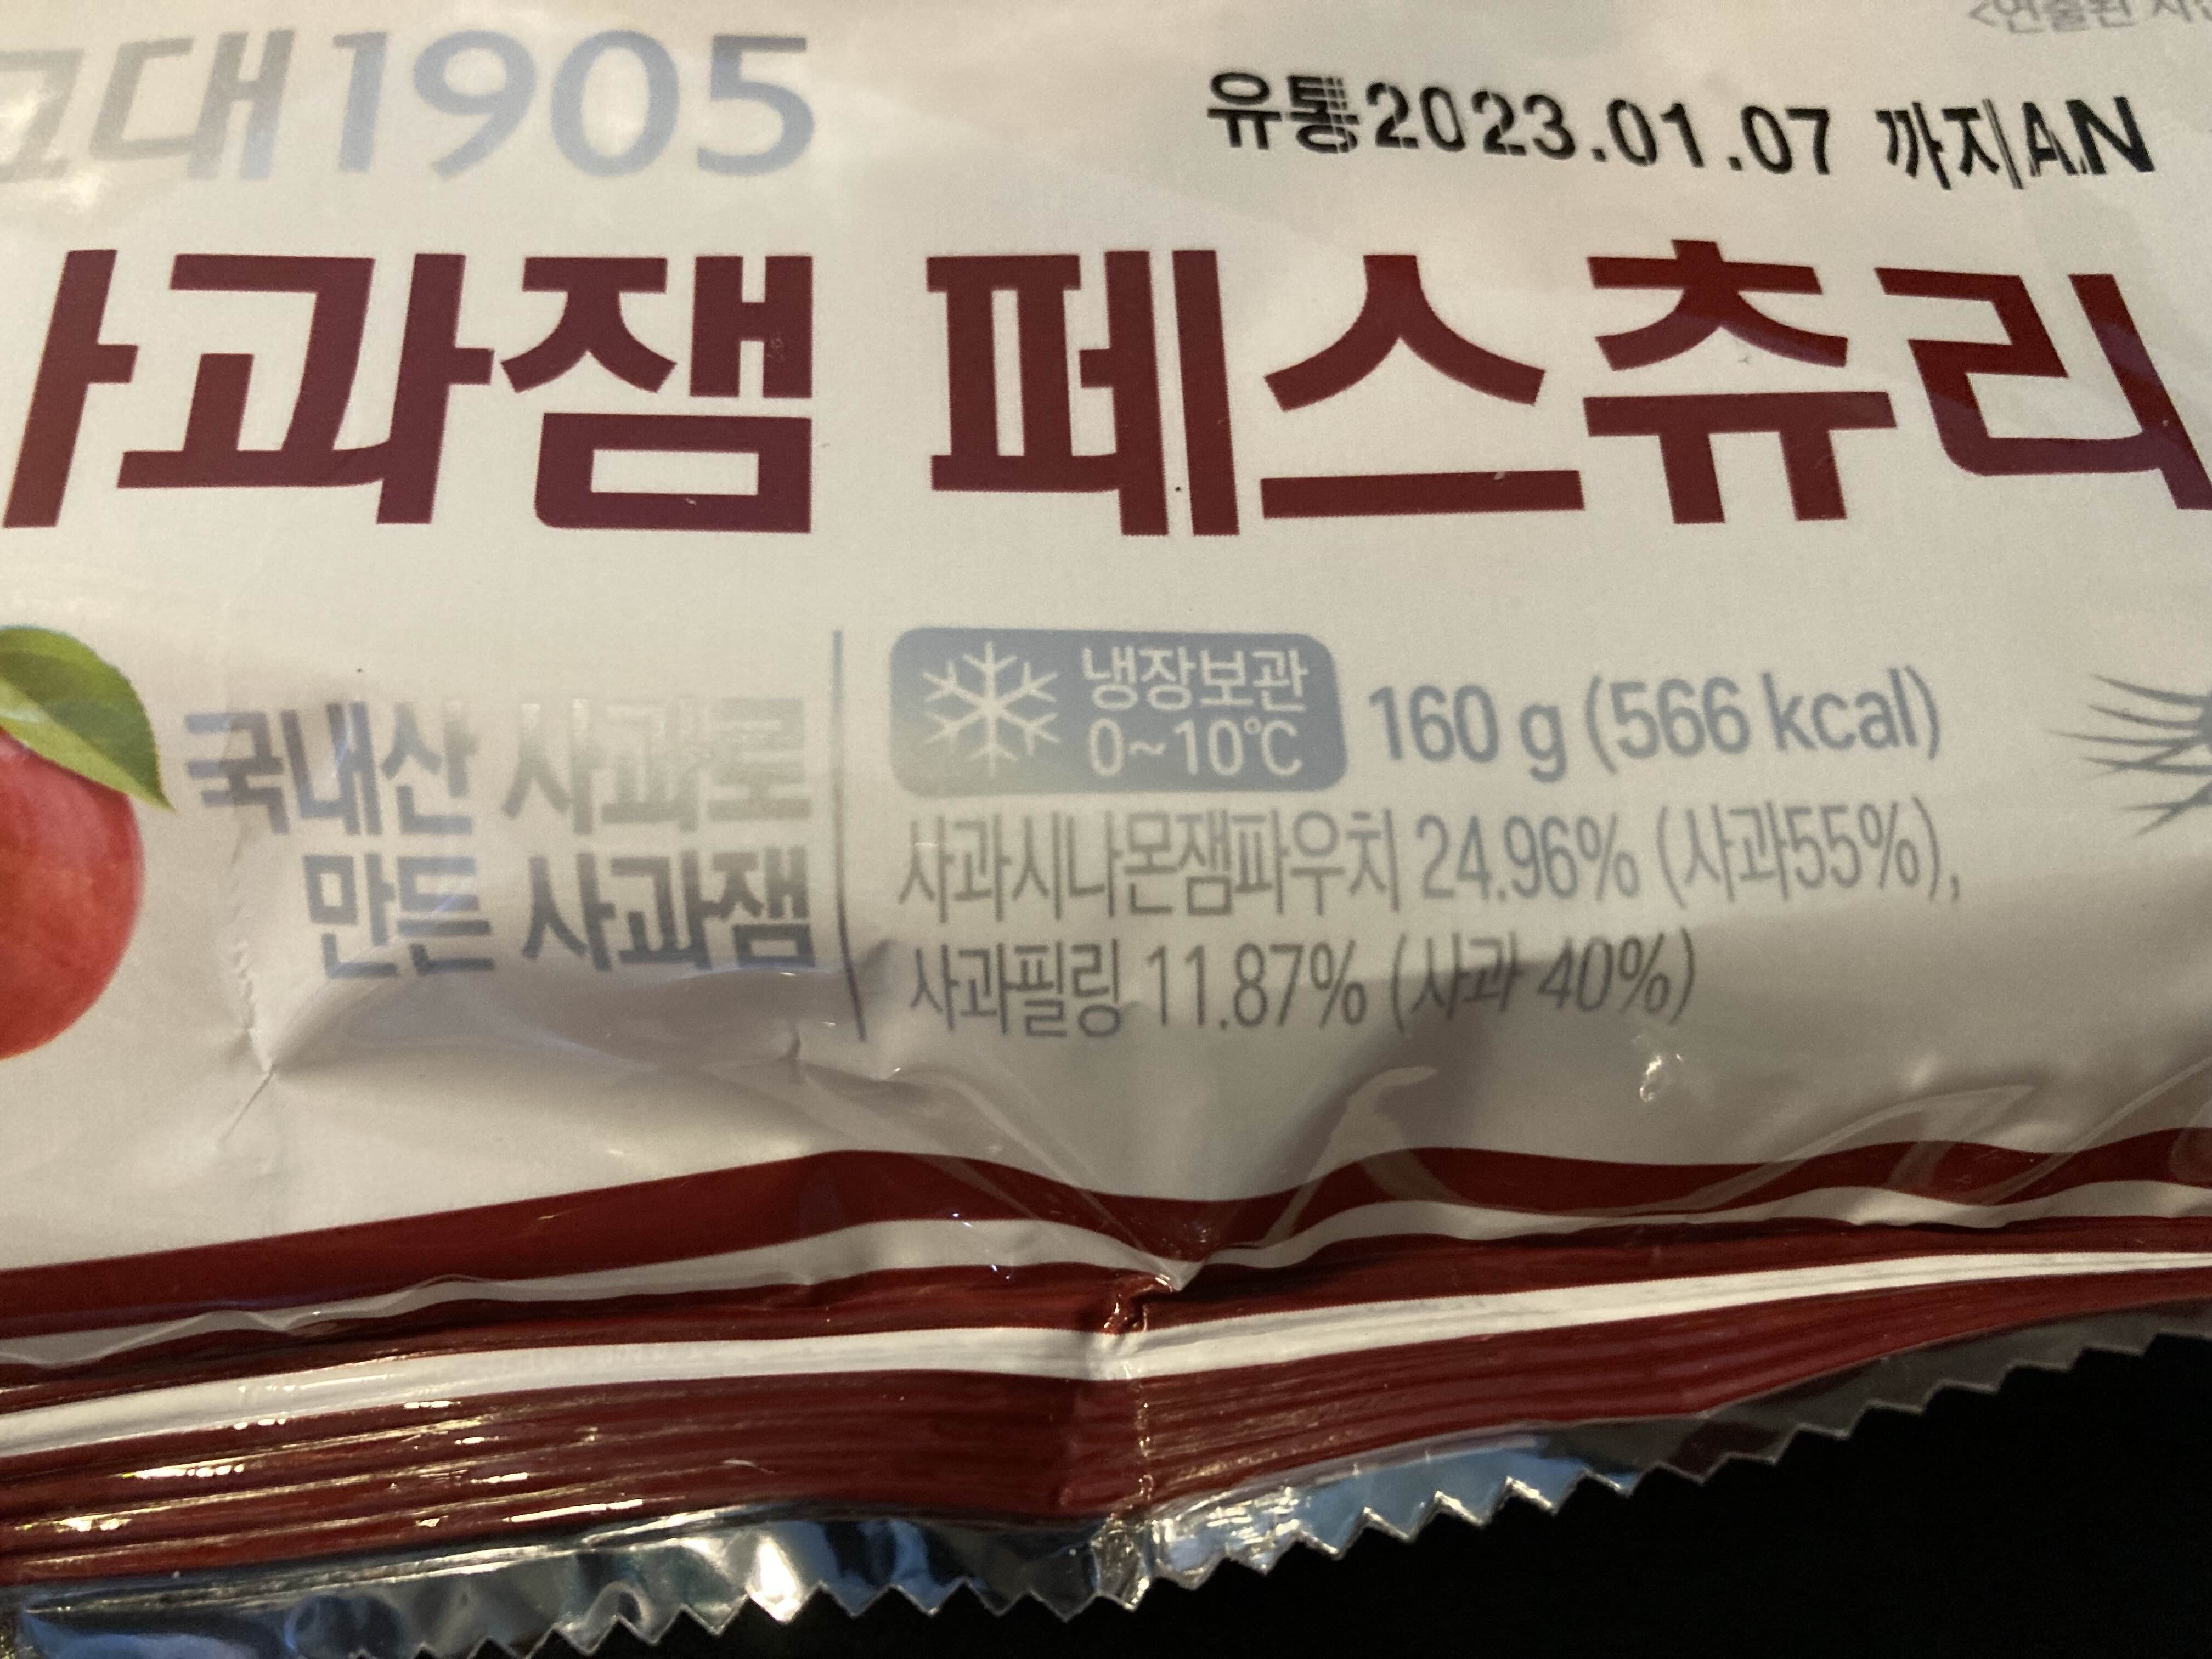 고대1905
<연출된
유통2023.01.07 까지AN
사과잼 페스츄리
냉장보관
0~10℃
160 g (566 kcal)
국내산 사과로
만든 사과잼
사과시나몬잼파우치 24.96% (사과55%),
사과필링 11.87% (사과 40%)